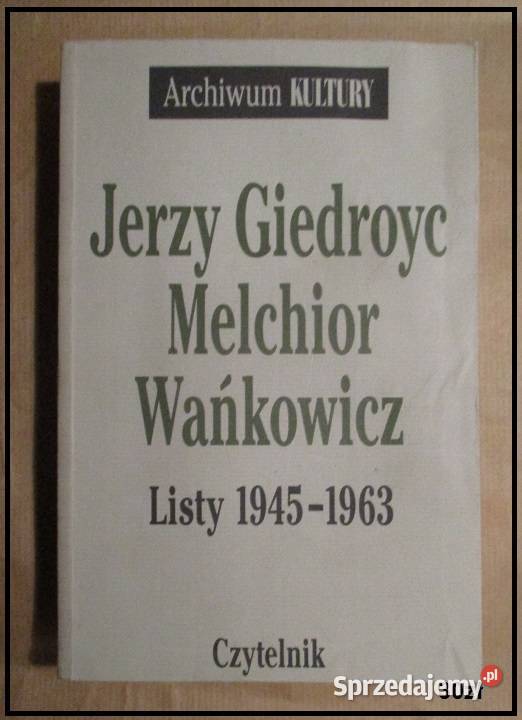 Archiwum KULTURY
Jerzy Giedroyc
Melchior
Wańkowicz
Listy 1945-1963
Czytelnik
Sprzedajemy.pl